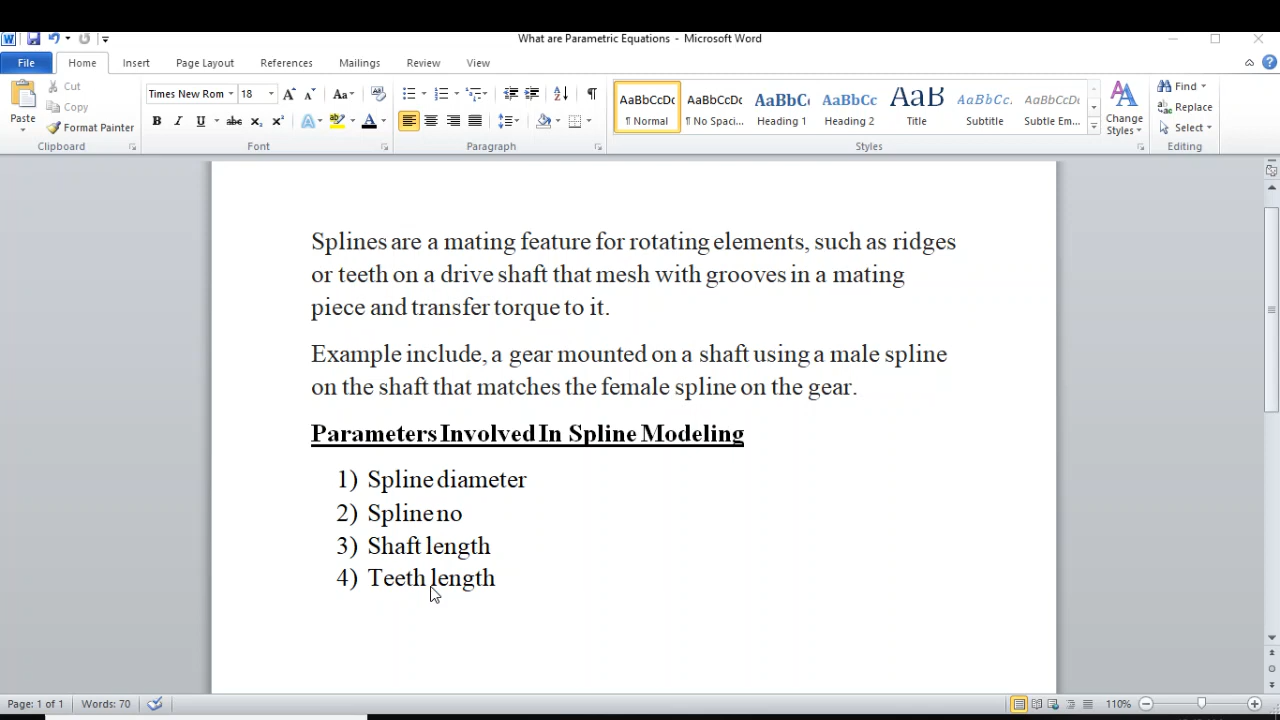 What are Parametric Equations - Microsoft Word
File Home Insert Page Layout References Mailings Review View
Cut
Copy
Format Painter
Paste
Times New Rom 18
Aa
B I U abc x₂ x²
A A
AaBbCcDc AaBbCcDc AaBbC AaBbCc AaB AaBbCc. AaBbCcDı
¶ Normal ¶ No Spaci... Heading 1 Heading 2 Title Subtitle Subtle Em...
Change Styles
Find
Replace
Select
Clipboard Font Paragraph Styles Editing
Splines are a mating feature for rotating elements, such as ridges
or teeth on a drive shaft that mesh with grooves in a mating
piece and transfer torque to it.
Example include, a gear mounted on a shaft using a male spline
on the shaft that matches the female spline on the gear.
Parameters Involved In Spline Modeling
1) Spline diameter
2) Spline no
3) Shaft length
4) Teeth length
Page: 1 of 1 Words: 70 110%